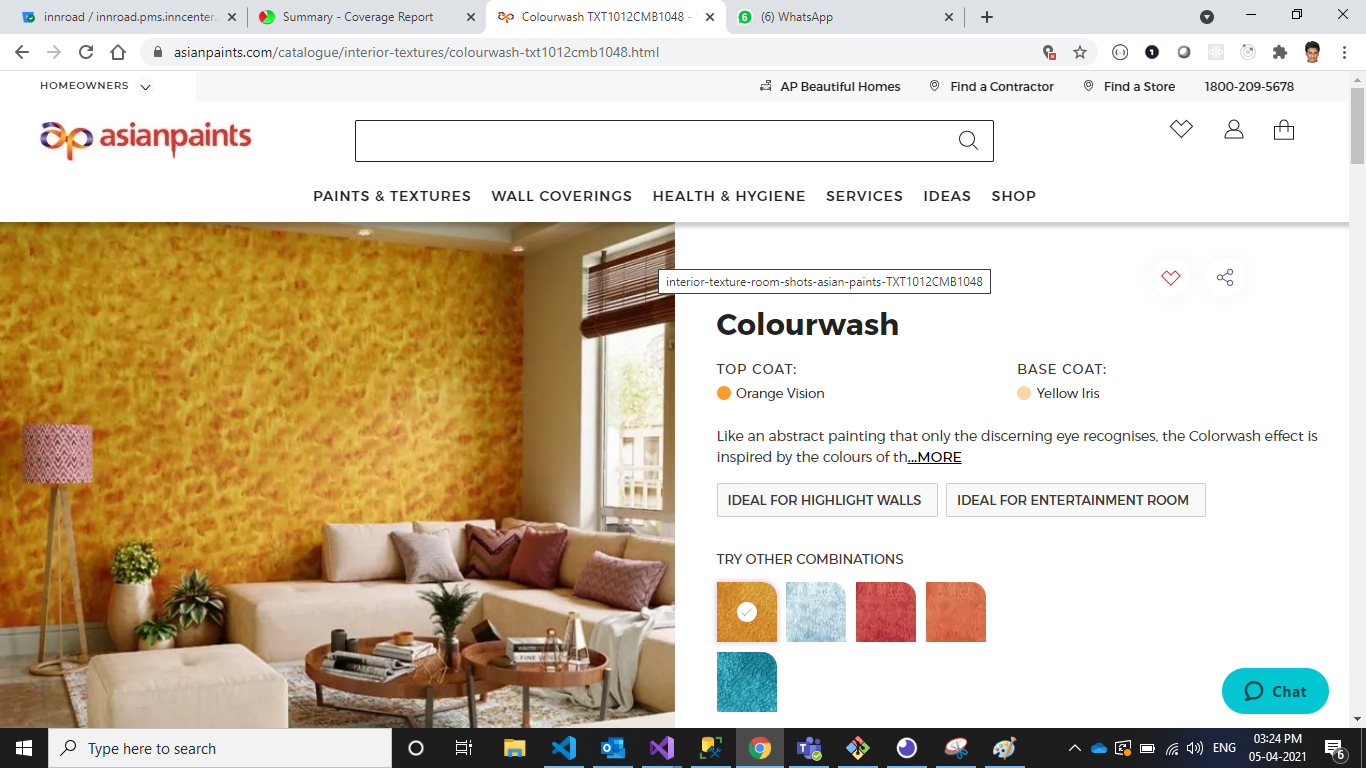 innroad / innroad.pms.inncenter.
Summary - Coverage Report
Colourwash TXT1012CMB1048 -
(6) WhatsApp
asianpaints.com/catalogue/interior-textures/colourwash-txt1012cmb1048.html
HOMEOWNERS
AP Beautiful Homes
Find a Contractor
Find a Store
1800-209-5678
asianpaints
PAINTS & TEXTURES
WALL COVERINGS
HEALTH & HYGIENE
SERVICES
IDEAS
SHOP
interior-texture-room-shots-asian-paints-TXT1012CMB1048
Colourwash
TOP COAT:
BASE COAT:
Orange Vision
Yellow Iris
Like an abstract painting that only the discerning eye recognises, the Colorwash effect is
inspired by the colours of th...MORE
IDEAL FOR HIGHLIGHT WALLS
IDEAL FOR ENTERTAINMENT ROOM
TRY OTHER COMBINATIONS
FINE WINE
Chat
Type here to search
ENG
03:24 PM
05-04-2021
6